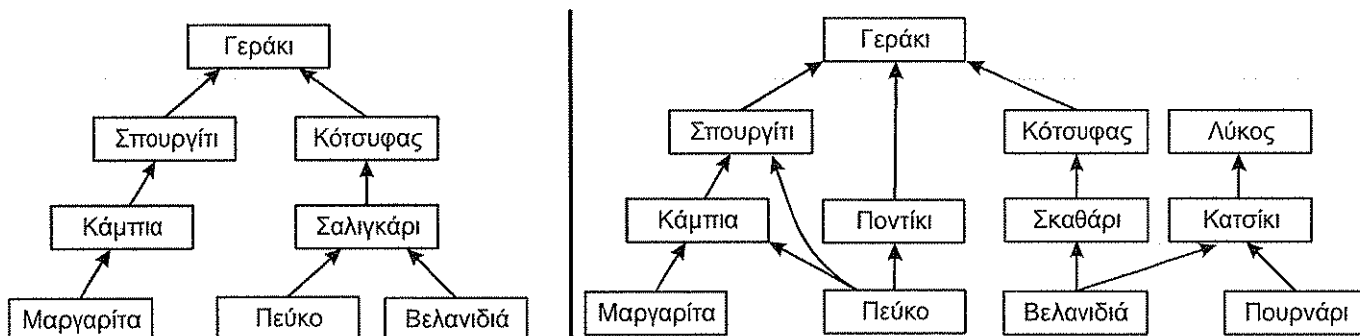 Γεράκι
Σπουργίτι Κότσυφας
Κάμπια Σαλιγκάρι
Μαργαρίτα Πεύκο Βελανιδιά
Γεράκι
Σπουργίτι Κότσυφας Λύκος
Κάμπια Ποντίκι Σκαθάρι Κατσίκι
Μαργαρίτα Πεύκο Βελανιδιά Πουρνάρι